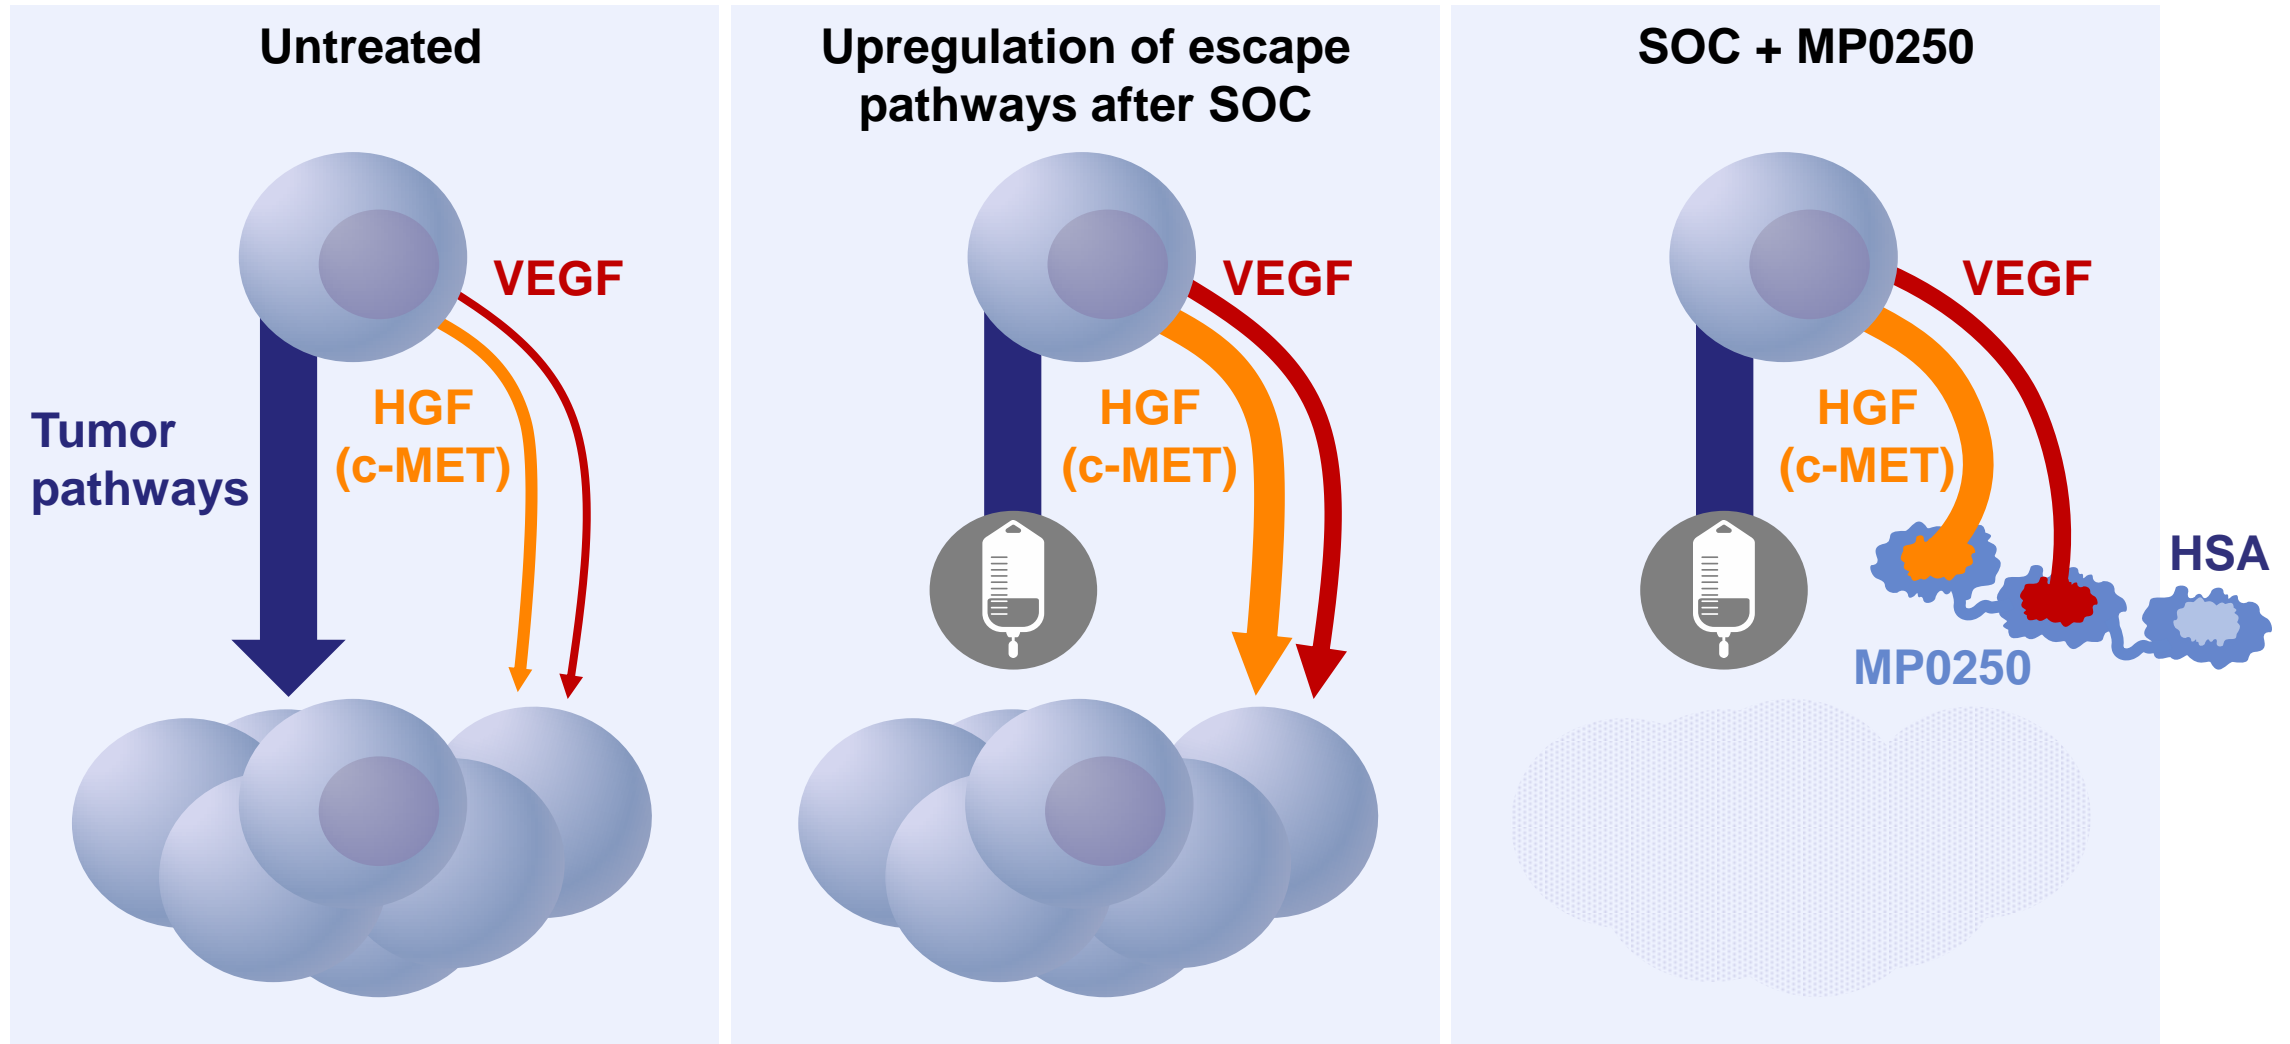 Untreated
VEGF
HGF
(c-MET)
Tumor
pathways
Upregulation of escape
pathways after SOC
VEGF
HGF
(c-MET)
SOC + MP0250
VEGF
HGF
(c-MET)
HSA
MP0250